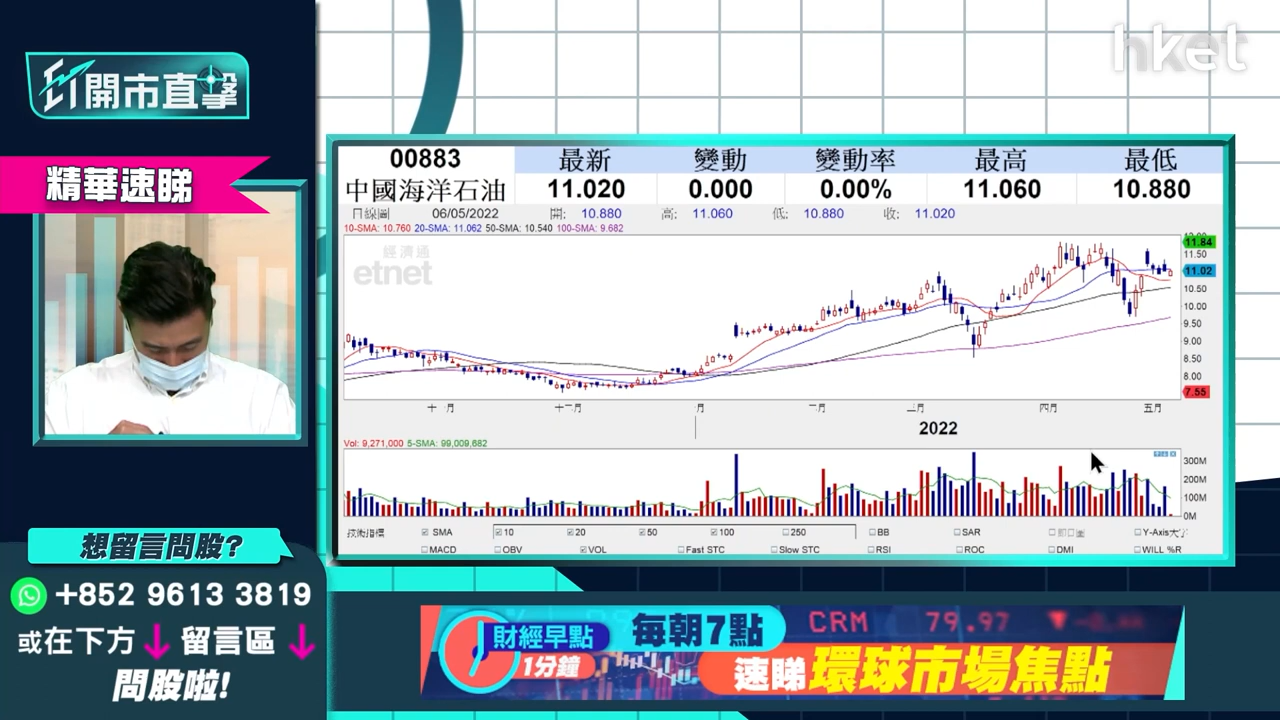 hket
ET開市直擊
精華速睇
00883
中國海洋石油
最新 變動 變動率 最高 最低
11.020 0.000 0.00% 11.060 10.880
日線圖 06/05/2022 開: 10.880 高: 11.060 低: 10.880 收: 11.020
10-SMA: 10.760 20-SMA: 11.062 50-SMA: 10.540 100-SMA: 9.682
經濟通
etnet
11.84
11.50
11.02
10.50
10.00
9.50
9.00
8.50
8.00
7.55
十一月 十二月 一月 二月 三月 四月 五月
2022
Vol: 9,271,000 5-SMA: 99,009,682
300M
200M
100M
0M
技術指標 SMA 10 20 50 100 250 BB SAR Y-Axis大小
MACD OBV VOL Fast STC Slow STC RSI ROC DMI WILL %R
想留言問股?
+852 9613 3819
或在下方 留言區
問股啦!
財經早點
1分鐘
每朝7點
速睇環球市場焦點
CRM 79.97